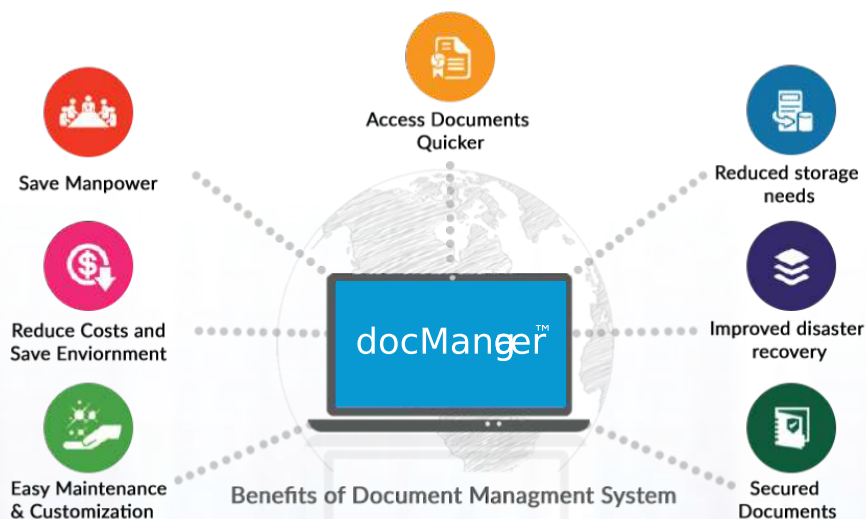 Access Documents
Quicker
Save Manpower
Reduced storage
needs
Reduce Costs and
Save Enviornment
docManger™
Improved disaster
recovery
Easy Maintenance
& Customization
Benefits of Document Managment System
Secured
Documents